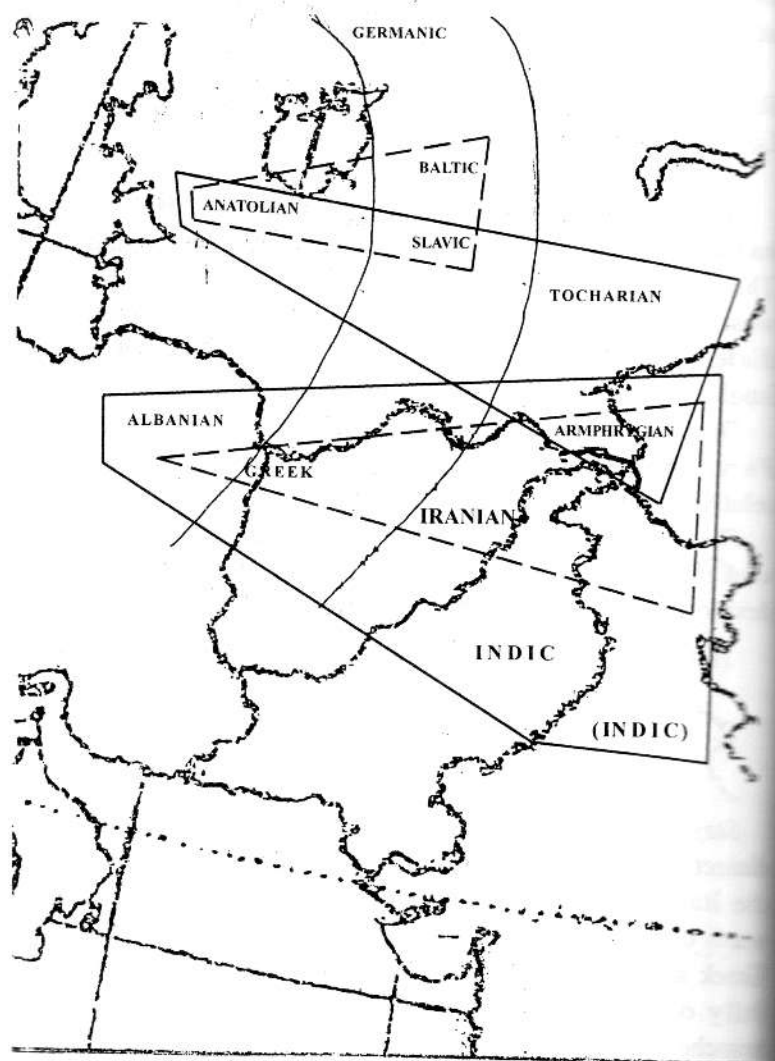 GERMANIC
BALTIC
ANATOLIAN
SLAVIC
TOCHARIAN
ALBANIAN
ARMPHRYGIAN
GREEK
IRANIAN
INDIC
(INDIC)